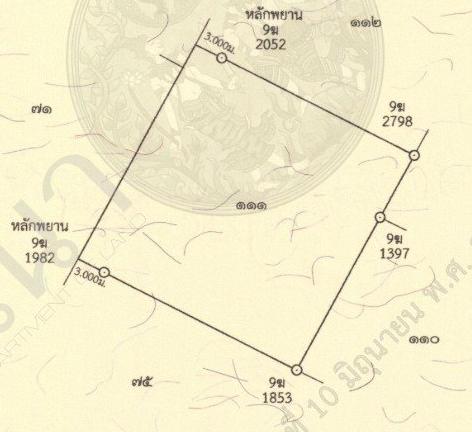 หลักพยาน
9ฆ
2052
๑๑๒
3.000ม.
๗๑
9ฆ
2798
๑๑๑
หลักพยาน
9ฆ
1982
3.000ม.
9ฆ
1397
๑๑๐
๗๕
9ฆ
1853
ที่ 10 มิถุนายน พ.ศ.